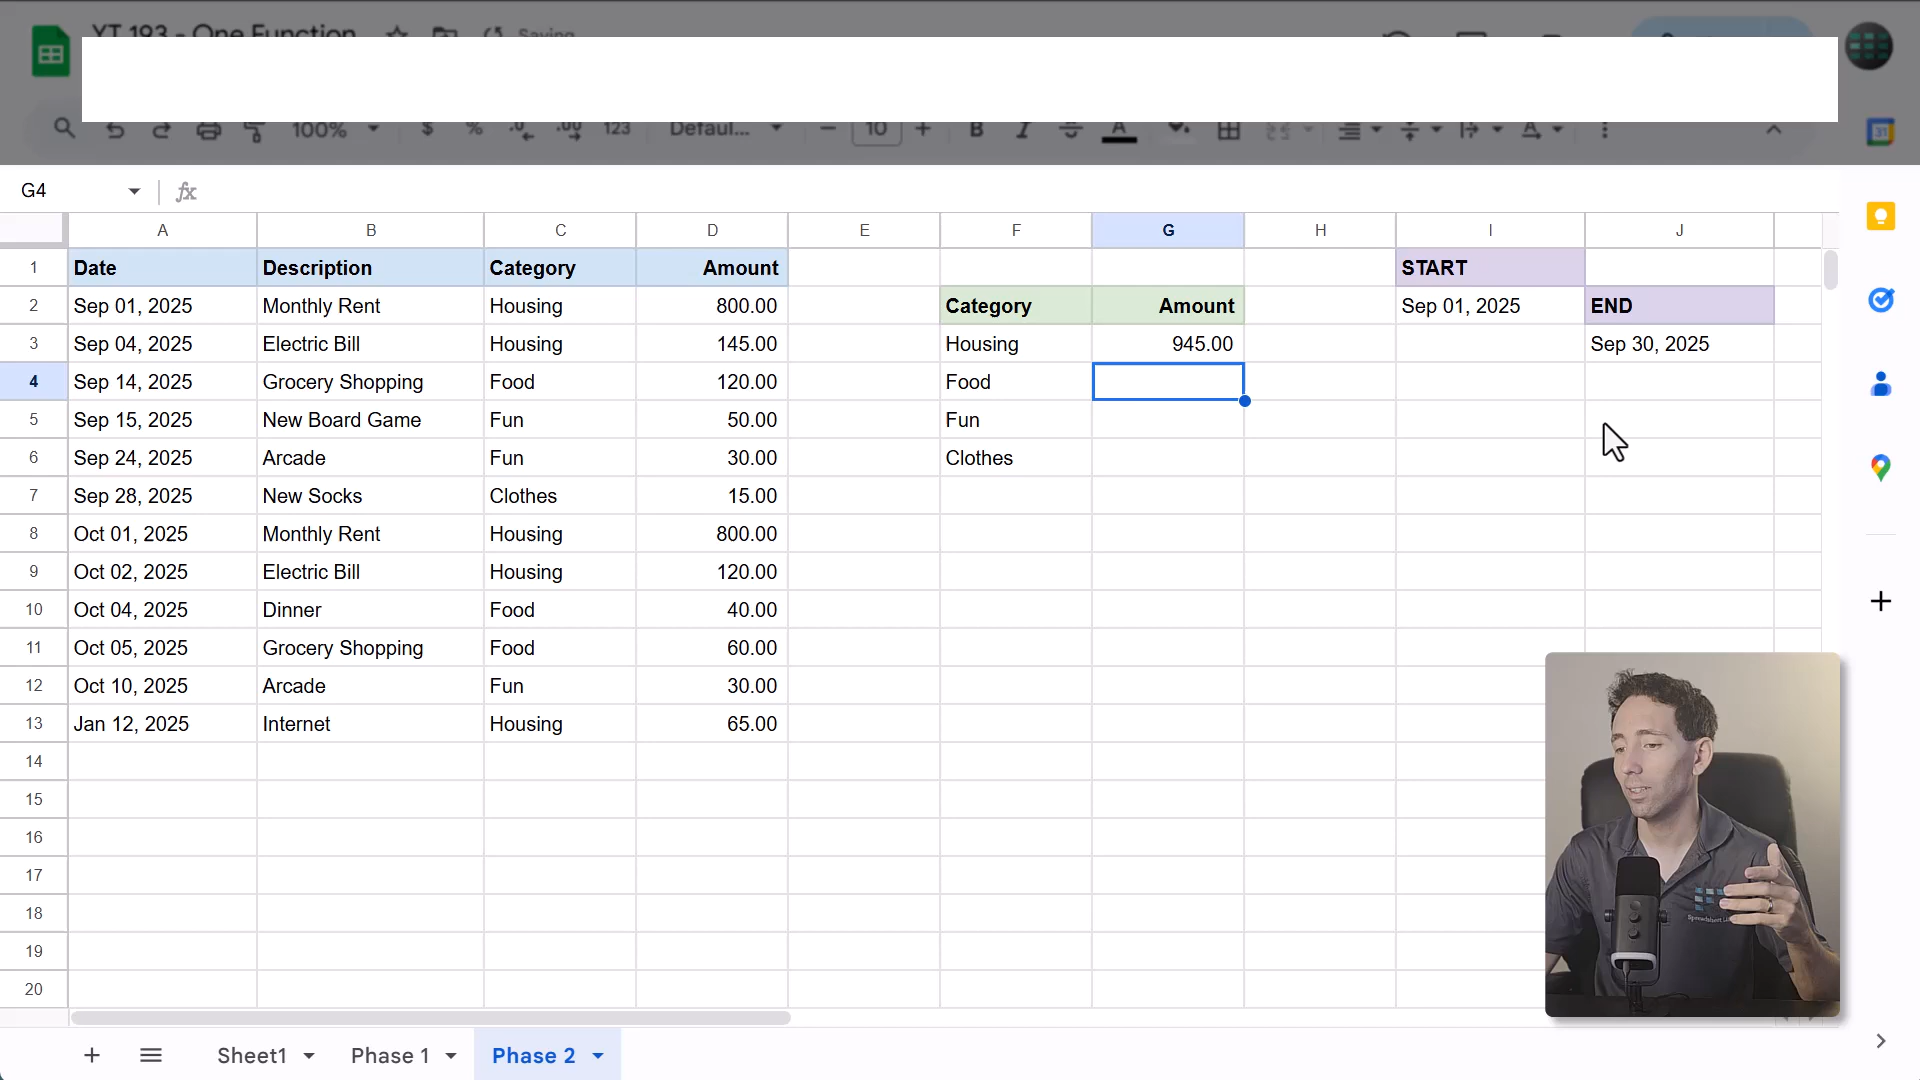 YT 193 - One Function
Saving
100% $ % .0 .00 123 Defaul... 10 B I S A
31
G4 fx
A B C D E F G H I J
1 Date Description Category Amount START
2 Sep 01, 2025 Monthly Rent Housing 800.00 Category Amount Sep 01, 2025 END
3 Sep 04, 2025 Electric Bill Housing 145.00 Housing 945.00 Sep 30, 2025
4 Sep 14, 2025 Grocery Shopping Food 120.00 Food
5 Sep 15, 2025 New Board Game Fun 50.00 Fun
6 Sep 24, 2025 Arcade Fun 30.00 Clothes
7 Sep 28, 2025 New Socks Clothes 15.00
8 Oct 01, 2025 Monthly Rent Housing 800.00
9 Oct 02, 2025 Electric Bill Housing 120.00
10 Oct 04, 2025 Dinner Food 40.00
11 Oct 05, 2025 Grocery Shopping Food 60.00
12 Oct 10, 2025 Arcade Fun 30.00
13 Jan 12, 2025 Internet Housing 65.00
14
15
16
17
18
19
20
Sheet1 Phase 1 Phase 2